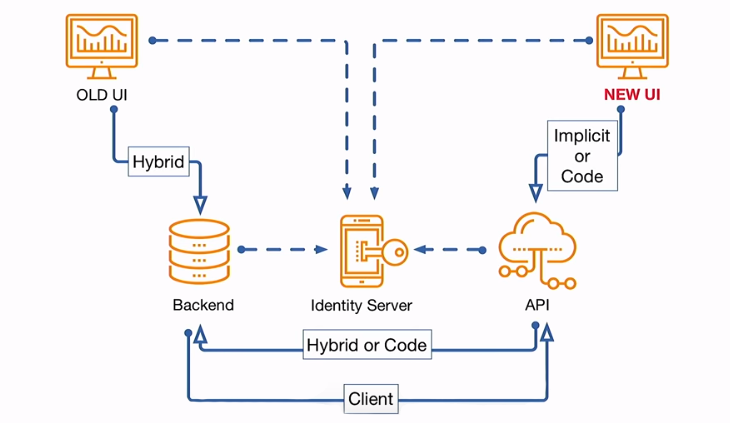 OLD UI
NEW UI
Hybrid
Implicit
or
Code
Backend
Identity Server
API
Hybrid or Code
Client